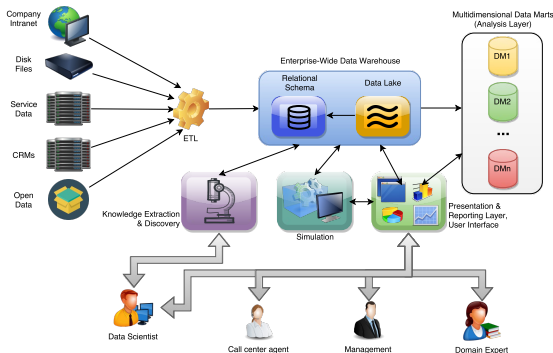 Company
Intranet
Disk
Files
Service
Data
CRMs
Open
Data
ETL
Enterprise-Wide Data Warehouse
Relational
Schema
Data Lake
Multidimensional Data Marts
(Analysis Layer)
DM1
DM2
...
DMn
Knowledge Extraction
& Discovery
Simulation
Presentation &
Reporting Layer,
User Interface
Data Scientist
Call center agent
Management
Domain Expert